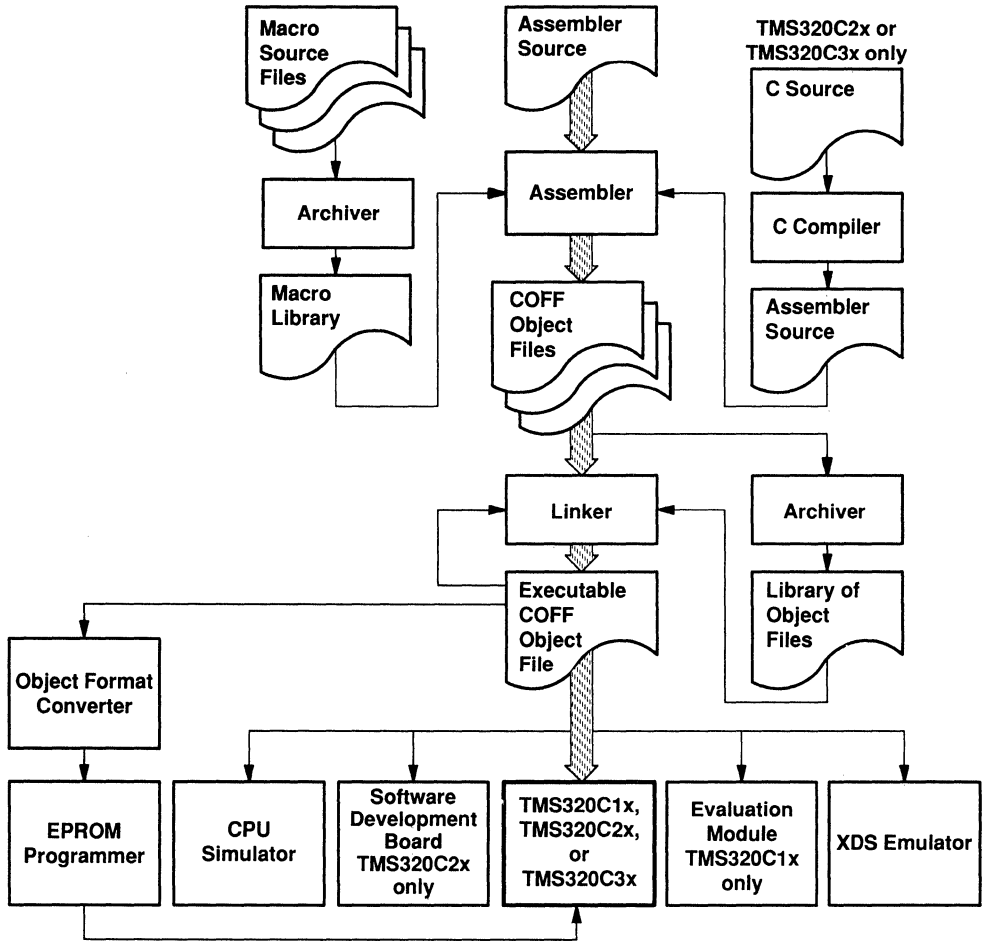 Macro
Source
Files
Assembler
Source
TMS320C2x or
TMS320C3x only
C Source
Archiver
Assembler
C Compiler
Macro
Library
COFF
Object
Files
Assembler
Source
Linker
Archiver
Executable
COFF
Object
File
Library of
Object
Files
Object Format
Converter
EPROM
Programmer
CPU
Simulator
Software
Development
Board
TMS320C2x
only
TMS320C1x,
TMS320C2x,
or
TMS320C3x
Evaluation
Module
TMS320C1x
only
XDS Emulator